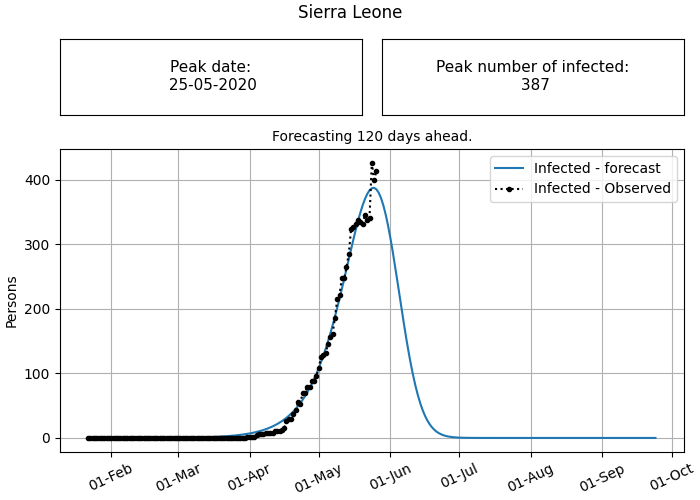 Sierra Leone
Peak date:
25-05-2020
Peak number of infected:
387
Forecasting 120 days ahead.
Infected - forecast
Infected - Observed
Persons
400
300
200
100
0
01-Feb
01-Mar
01-Apr
01-May
01-Jun
01-Jul
01-Aug
01-Sep
01-Oct